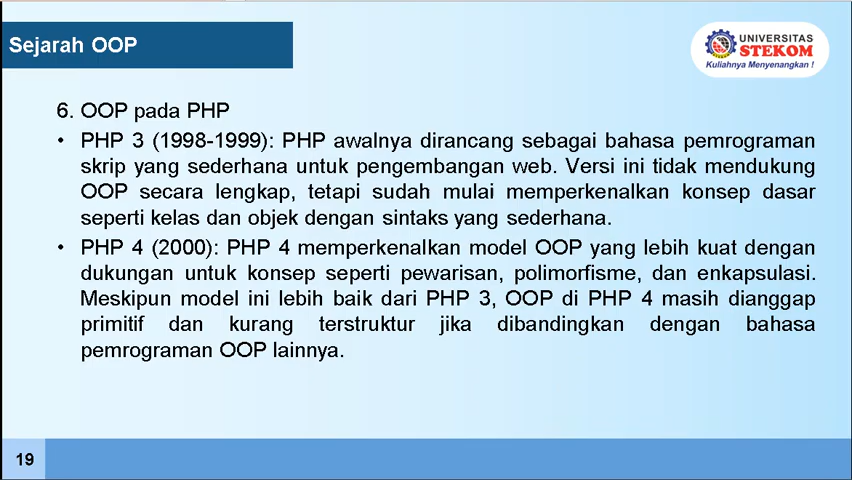 Sejarah OOP
UNIVERSITAS
STEKOM
Kuliahnya Menyenangkan !
6. OOP pada PHP
• PHP 3 (1998-1999): PHP awalnya dirancang sebagai bahasa pemrograman
skrip yang sederhana untuk pengembangan web. Versi ini tidak mendukung
OOP secara lengkap, tetapi sudah mulai memperkenalkan konsep dasar
seperti kelas dan objek dengan sintaks yang sederhana.
• PHP 4 (2000): PHP 4 memperkenalkan model OOP yang lebih kuat dengan
dukungan untuk konsep seperti pewarisan, polimorfisme, dan enkapsulasi.
Meskipun model ini lebih baik dari PHP 3, OOP di PHP 4 masih dianggap
primitif dan kurang terstruktur jika dibandingkan dengan bahasa
pemrograman OOP lainnya.
19